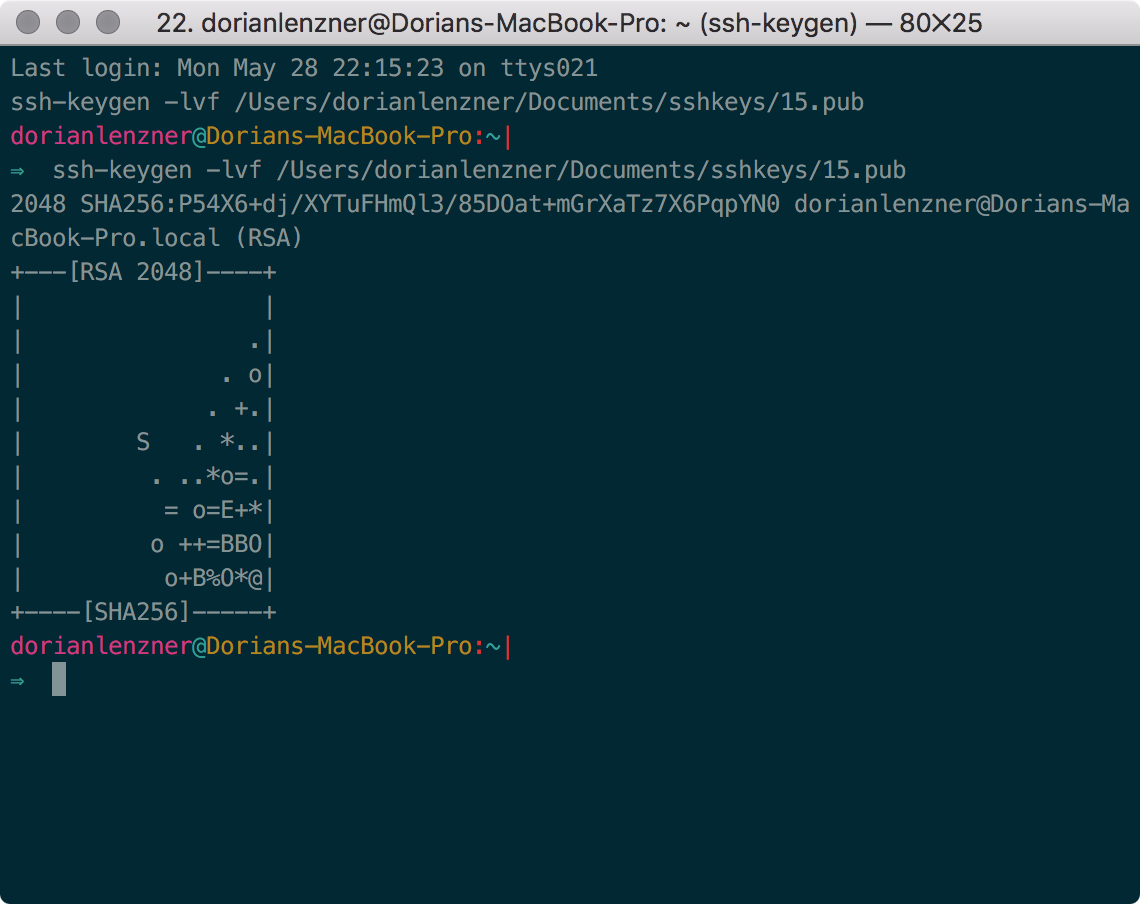 22. dorianlenzner@Dorians-MacBook-Pro: ~ (ssh-keygen) — 80×25
Last login: Mon May 28 22:15:23 on ttys021
ssh-keygen -lvf /Users/dorianlenzner/Documents/sshkeys/15.pub
dorianlenzner@Dorians-MacBook-Pro:~|
⇒  ssh-keygen -lvf /Users/dorianlenzner/Documents/sshkeys/15.pub
2048 SHA256:P54X6+dj/XYTuFHmQl3/85DOat+mGrXaTz7X6PqpYN0 dorianlenzner@Dorians-Ma
cBook-Pro.local (RSA)
+---[RSA 2048]----+
|                 |
|                .|
|              . o|
|             . +.|
|        S   . *..|
|         . ..*o=.|
|          = o=E+*|
|         o ++=BBO|
|          o+B%O*@|
+----[SHA256]-----+
dorianlenzner@Dorians-MacBook-Pro:~|
⇒